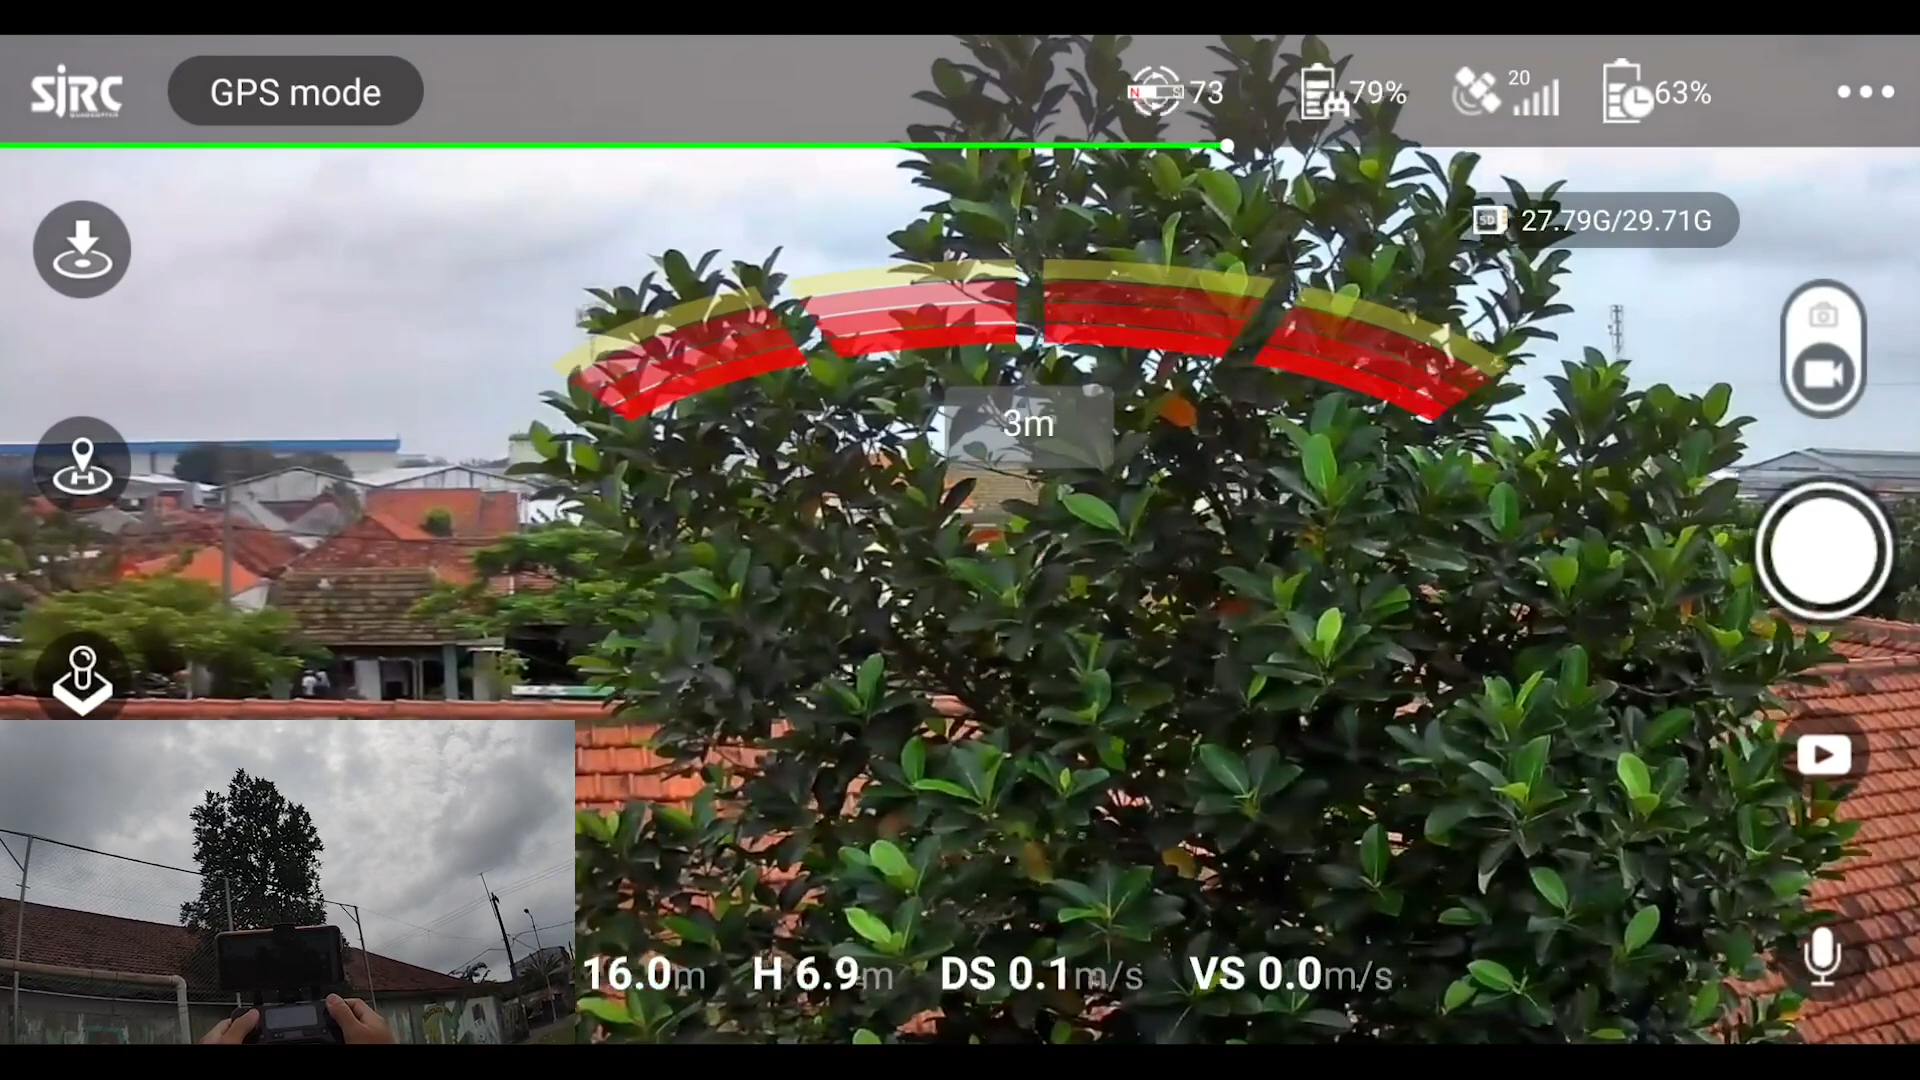 SJRC
GPS mode
N S 73
79%
20
63%
SD 27.79G/29.71G
3m
H
16.0m H 6.9m DS 0.1m/s VS 0.0m/s